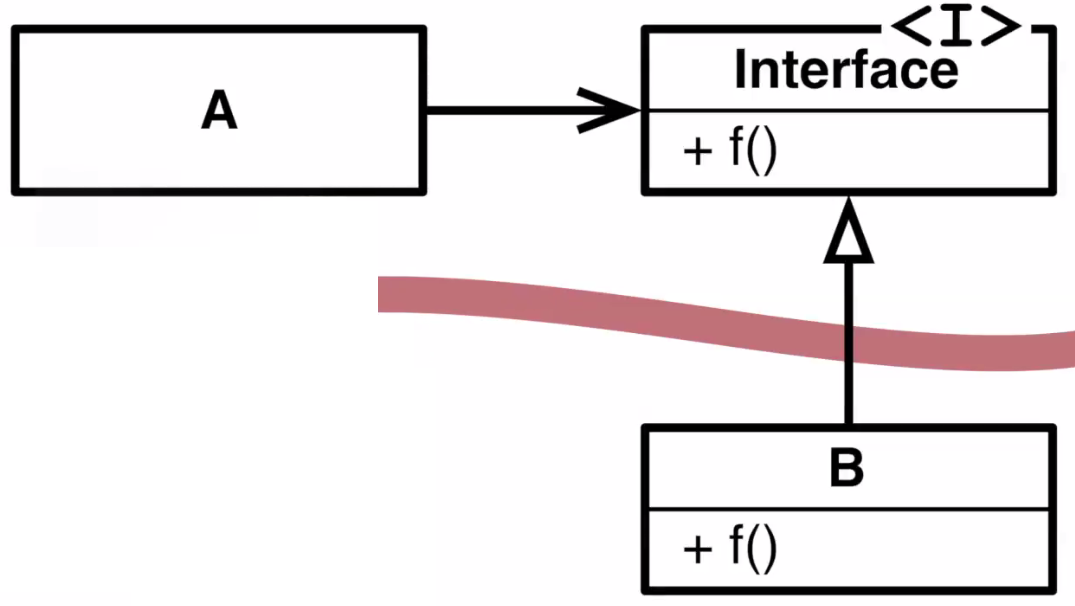 A
<I>
Interface
+ f()
B
+ f()